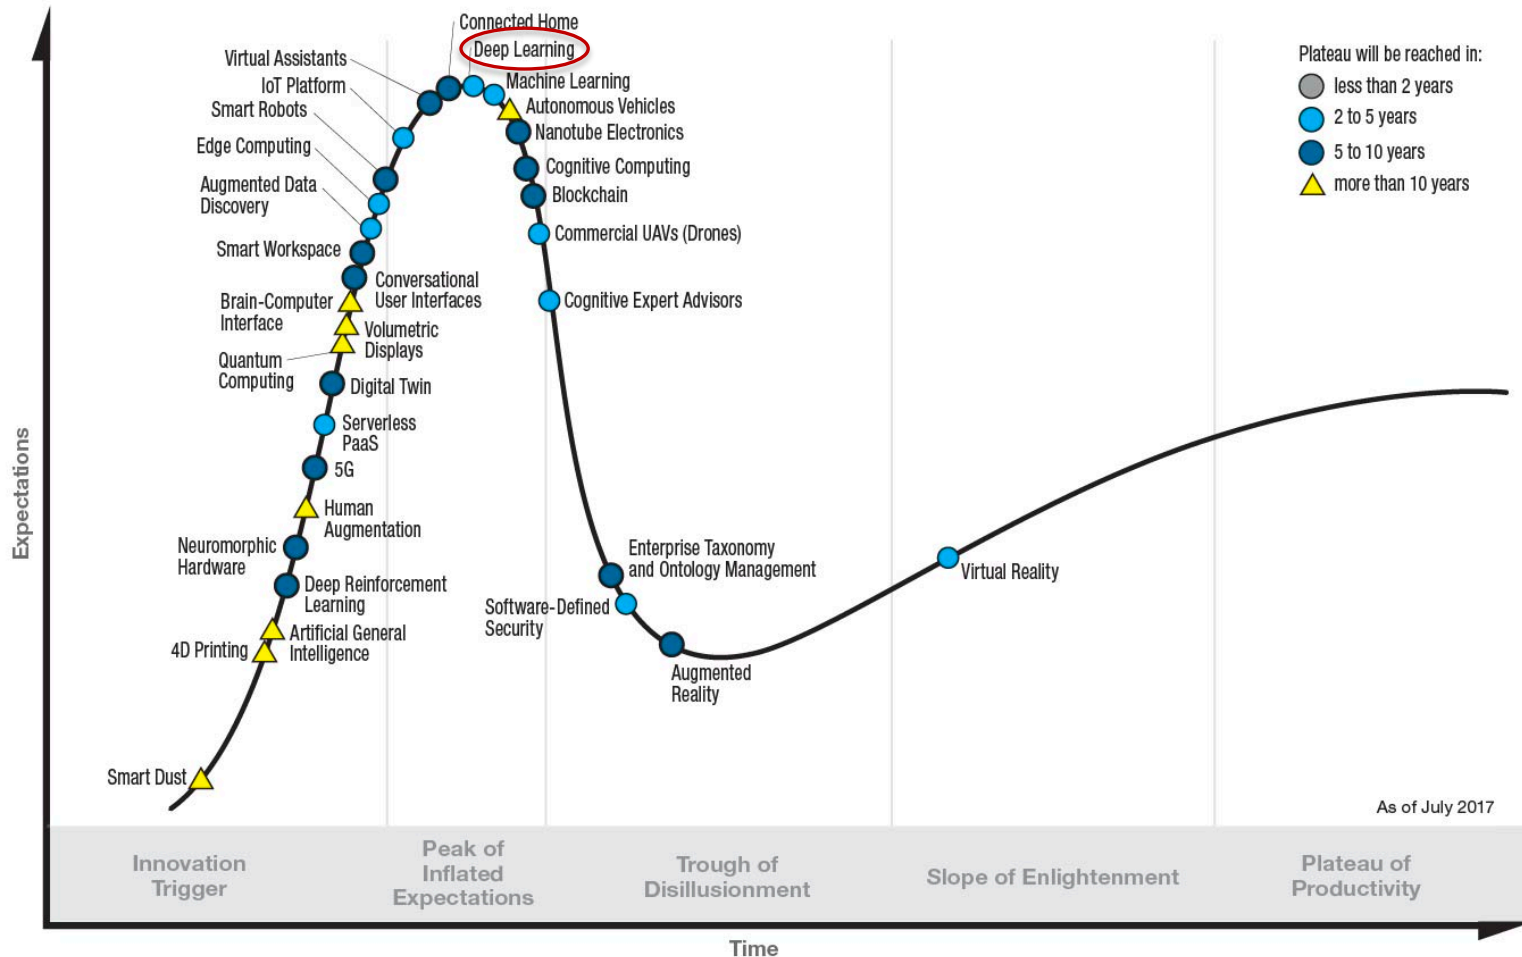 Connected Home
Deep Learning
Virtual Assistants
Machine Learning
IoT Platform
Autonomous Vehicles
Smart Robots
Nanotube Electronics
Edge Computing
Cognitive Computing
Augmented Data
Discovery
Blockchain
Commercial UAVs (Drones)
Smart Workspace
Conversational
User Interfaces
Brain-Computer
Interface
Cognitive Expert Advisors
Volumetric
Displays
Quantum
Computing
Digital Twin
Serverless
PaaS
5G
Human
Augmentation
Neuromorphic
Hardware
Deep Reinforcement
Learning
Artificial General
Intelligence
4D Printing
Smart Dust
Enterprise Taxonomy
and Ontology Management
Software-Defined
Security
Augmented
Reality
Virtual Reality
Plateau will be reached in:
less than 2 years
2 to 5 years
5 to 10 years
more than 10 years
As of July 2017
Expectations
Innovation
Trigger
Peak of
Inflated
Expectations
Trough of
Disillusionment
Slope of Enlightenment
Plateau of
Productivity
Time